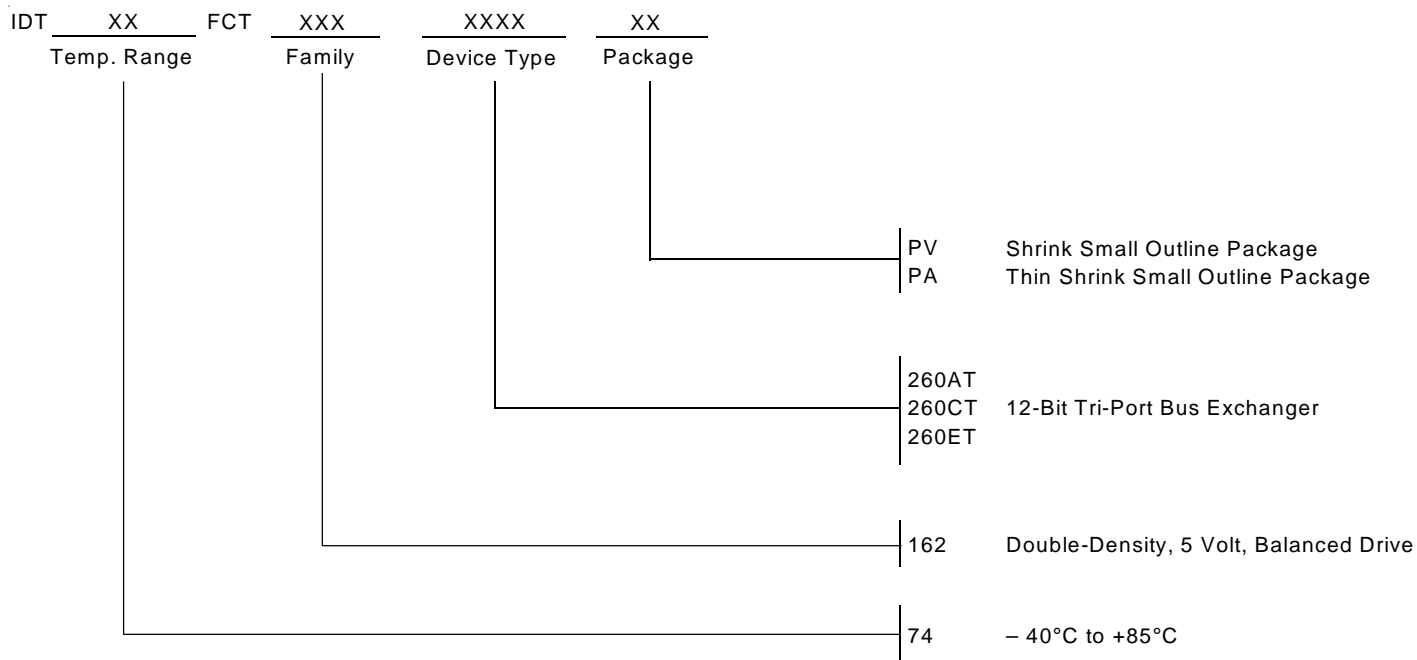 IDT XX FCT XXX XXXX XX
Temp. Range Family Device Type Package
PV Shrink Small Outline Package
PA Thin Shrink Small Outline Package
260AT
260CT 12-Bit Tri-Port Bus Exchanger
260ET
162 Double-Density, 5 Volt, Balanced Drive
74 – 40°C to +85°C